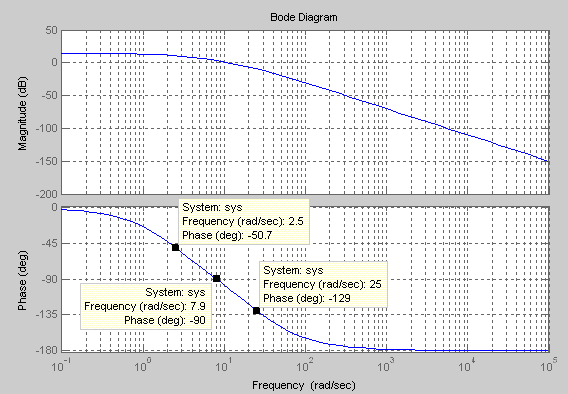 Bode Diagram
50
0
-50
-100
-150
-200
Magnitude (dB)
0
-45
-90
-135
-180
Phase (deg)
System: sys
Frequency (rad/sec): 2.5
Phase (deg): -50.7
System: sys
Frequency (rad/sec): 25
Phase (deg): -129
System: sys
Frequency (rad/sec): 7.9
Phase (deg): -90
10^-1 10^0 10^1 10^2 10^3 10^4 10^5
Frequency (rad/sec)